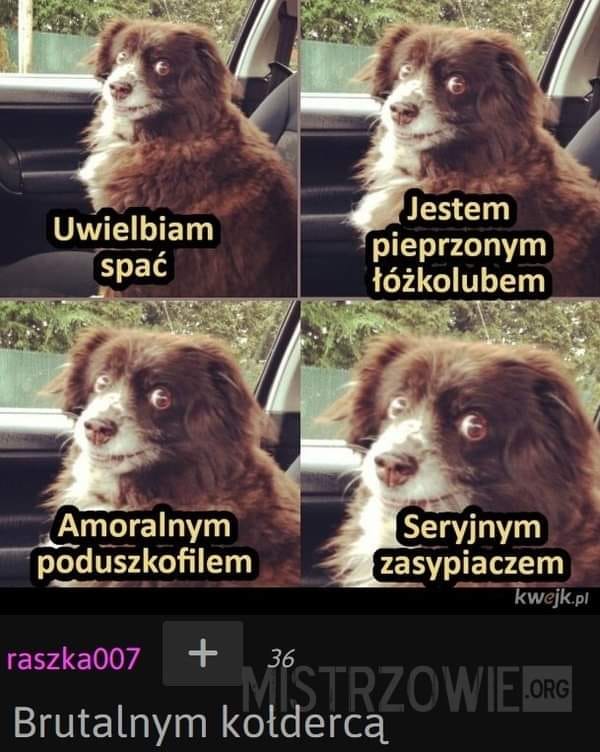 Uwielbiam
spać
Jestem
pieprzonym
łóżkolubem
Amoralnym
poduszkofilem
Seryjnym
zasypiaczem
kwejk.pl
raszka007 + 36
MISTRZOWIE.ORG
Brutalnym kołdercą